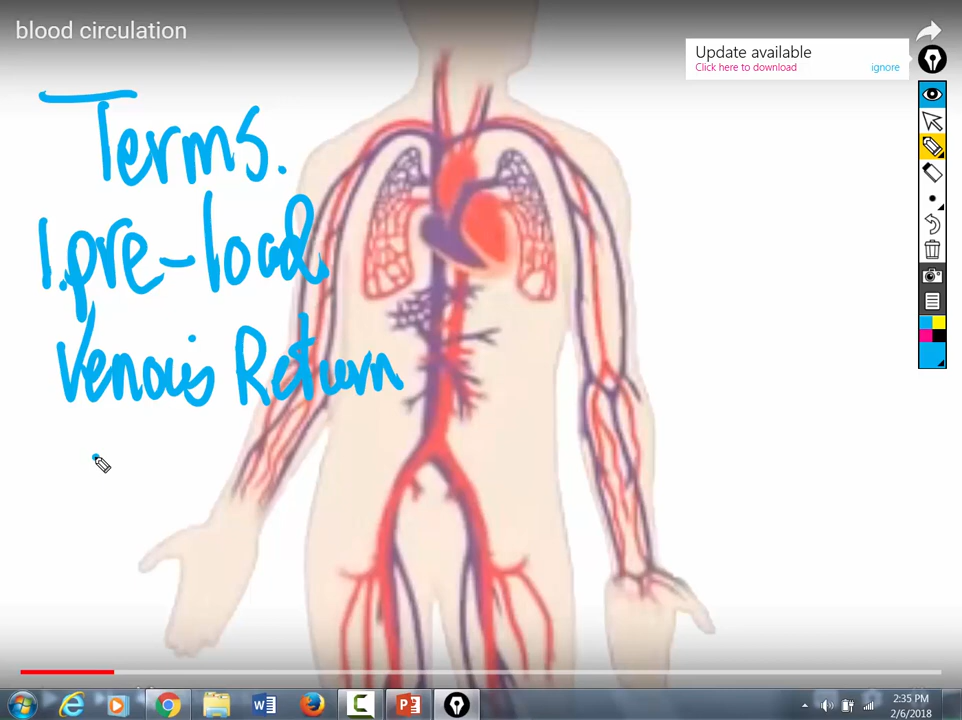 blood circulation
Update available
Click here to download ignore
Terms.
1.pre-load
Venous Return
2:35 PM
2/6/2018